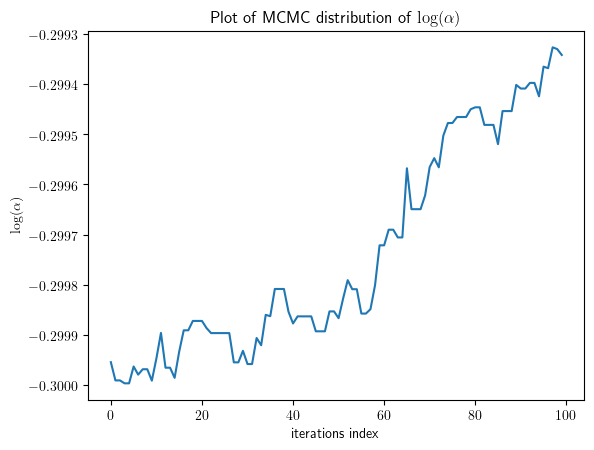 Plot of MCMC distribution of log(α)
−0.2993
−0.2994
−0.2995
−0.2996
−0.2997
−0.2998
−0.2999
−0.3000
log(α)
0 20 40 60 80 100
iterations index